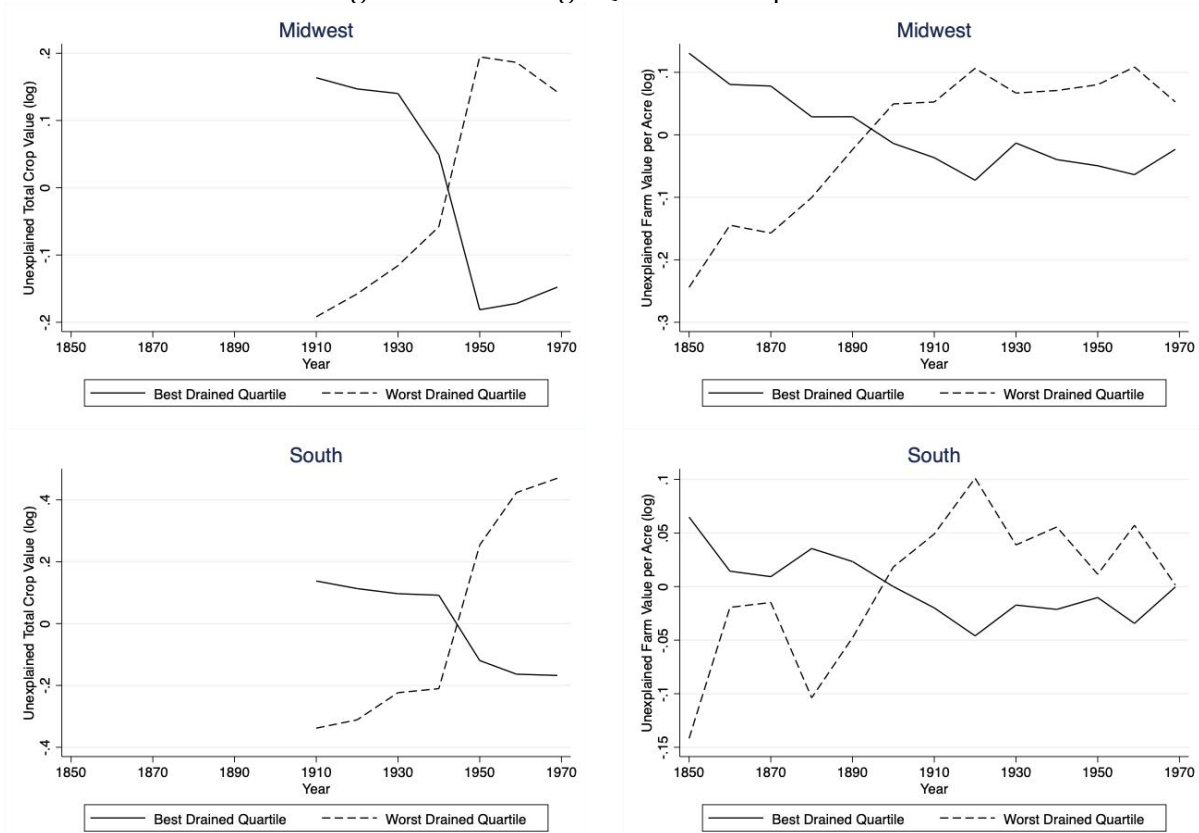 Midwest
Unexplained Total Crop Value (log)
.2
.1
0
-.1
-.2
1850 1870 1890 1910 1930 1950 1970
Year
Best Drained Quartile Worst Drained Quartile
Midwest
Unexplained Farm Value per Acre (log)
.1
0
-.1
-.2
-.3
1850 1870 1890 1910 1930 1950 1970
Year
Best Drained Quartile Worst Drained Quartile
South
Unexplained Total Crop Value (log)
.4
.2
0
-.2
-.4
1850 1870 1890 1910 1930 1950 1970
Year
Best Drained Quartile Worst Drained Quartile
South
Unexplained Farm Value per Acre (log)
.1
.05
0
-.05
-.1
-.15
1850 1870 1890 1910 1930 1950 1970
Year
Best Drained Quartile Worst Drained Quartile